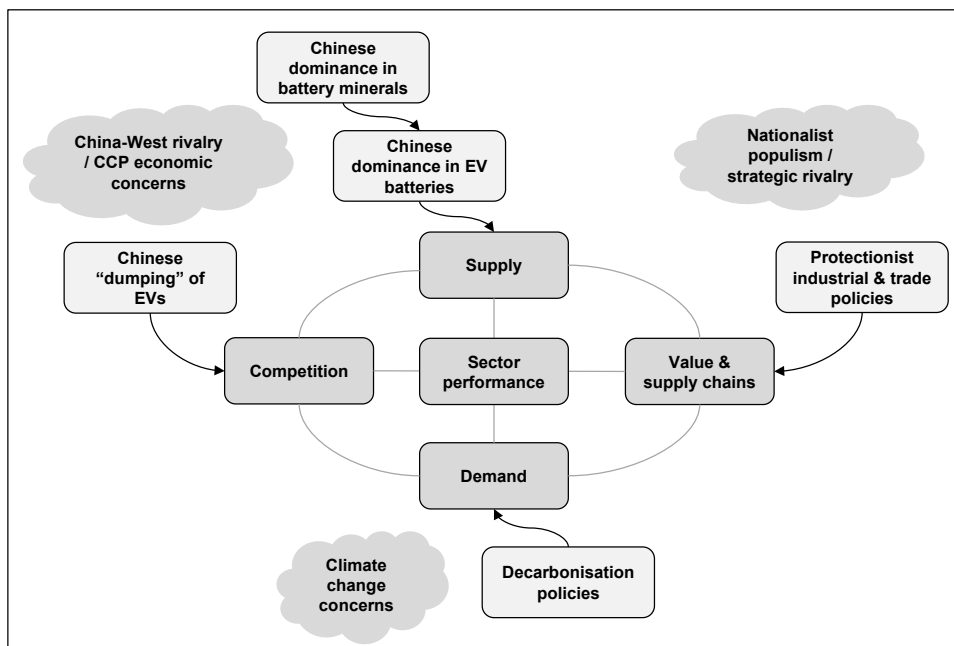 Chinese
dominance in
battery minerals
China-West rivalry
/ CCP economic
concerns
Nationalist
populism /
strategic rivalry
Chinese
dominance in EV
batteries
Chinese
“dumping” of
EVs
Supply
Protectionist
industrial & trade
policies
Competition
Sector
performance
Value &
supply chains
Demand
Climate
change
concerns
Decarbonisation
policies